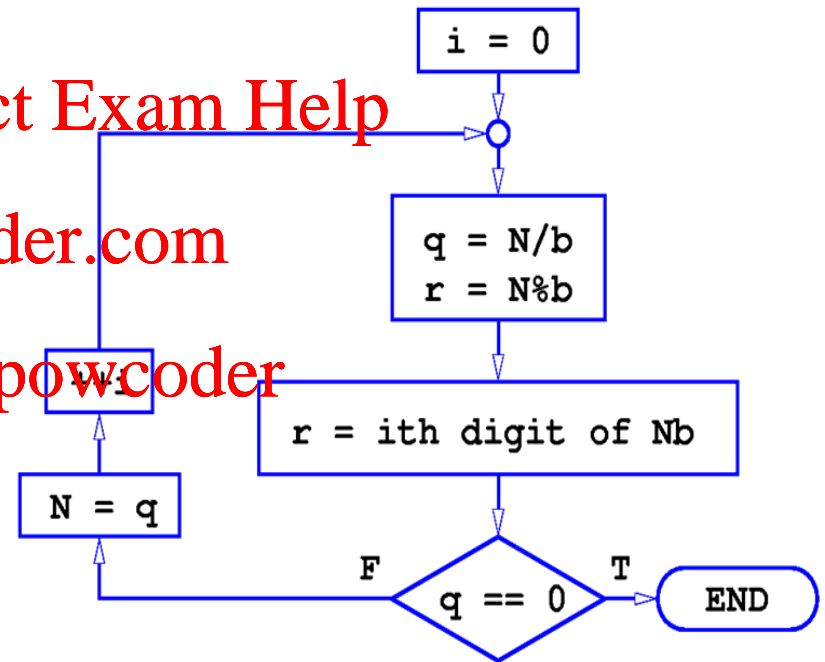 i = 0
ct Exam Help
der.com
q = N/b
r = N%b
powcoder
r = ith digit of Nb
N = q
F
T
q == 0
END